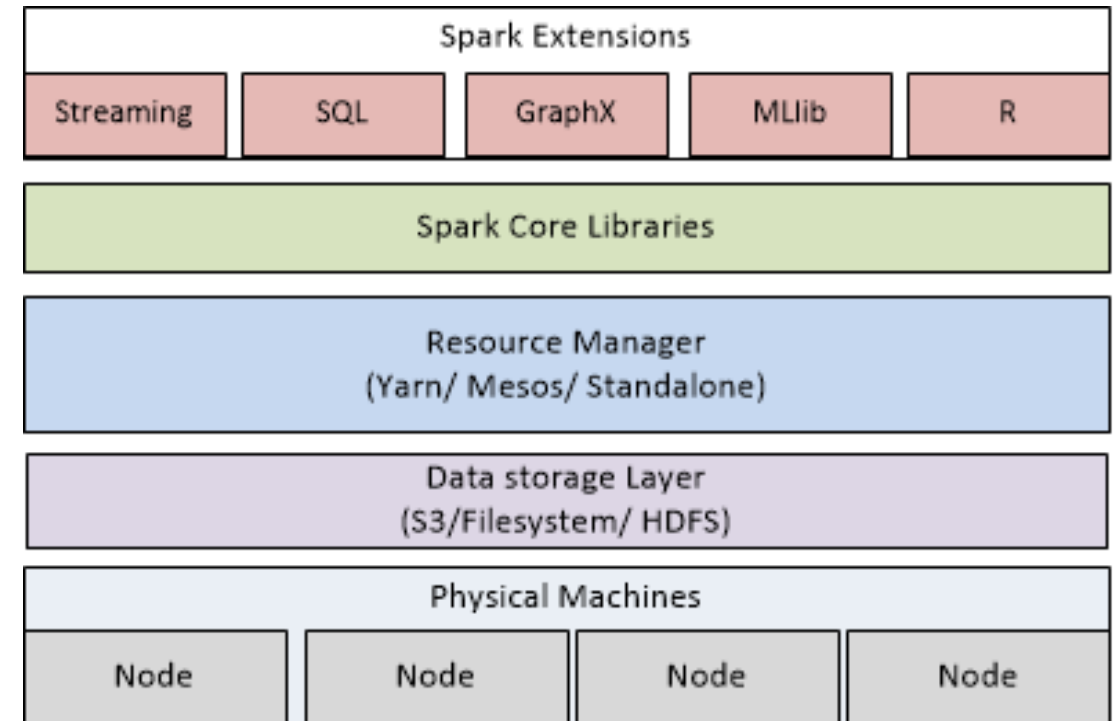 Spark Extensions
Streaming
SQL
GraphX
MLlib
R
Spark Core Libraries
Resource Manager
(Yarn/ Mesos/ Standalone)
Data storage Layer
(S3/Filesystem/ HDFS)
Physical Machines
Node
Node
Node
Node